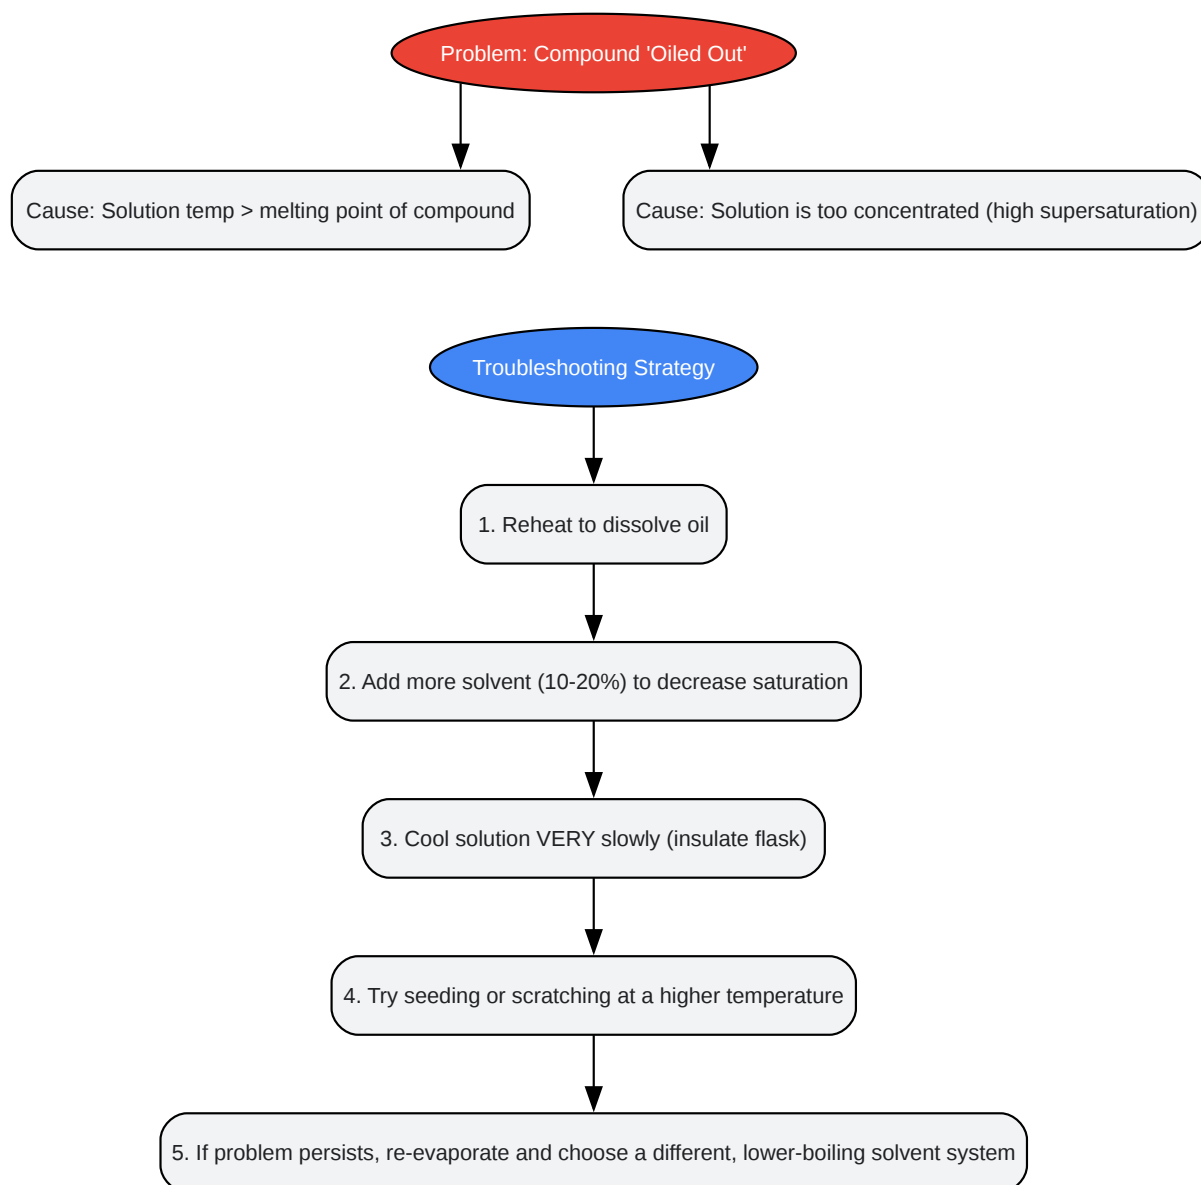 Problem: Compound 'Oiled Out'
Cause: Solution temp > melting point of compound
Cause: Solution is too concentrated (high supersaturation)
Troubleshooting Strategy
1. Reheat to dissolve oil
2. Add more solvent (10-20%) to decrease saturation
3. Cool solution VERY slowly (insulate flask)
4. Try seeding or scratching at a higher temperature
5. If problem persists, re-evaporate and choose a different, lower-boiling solvent system